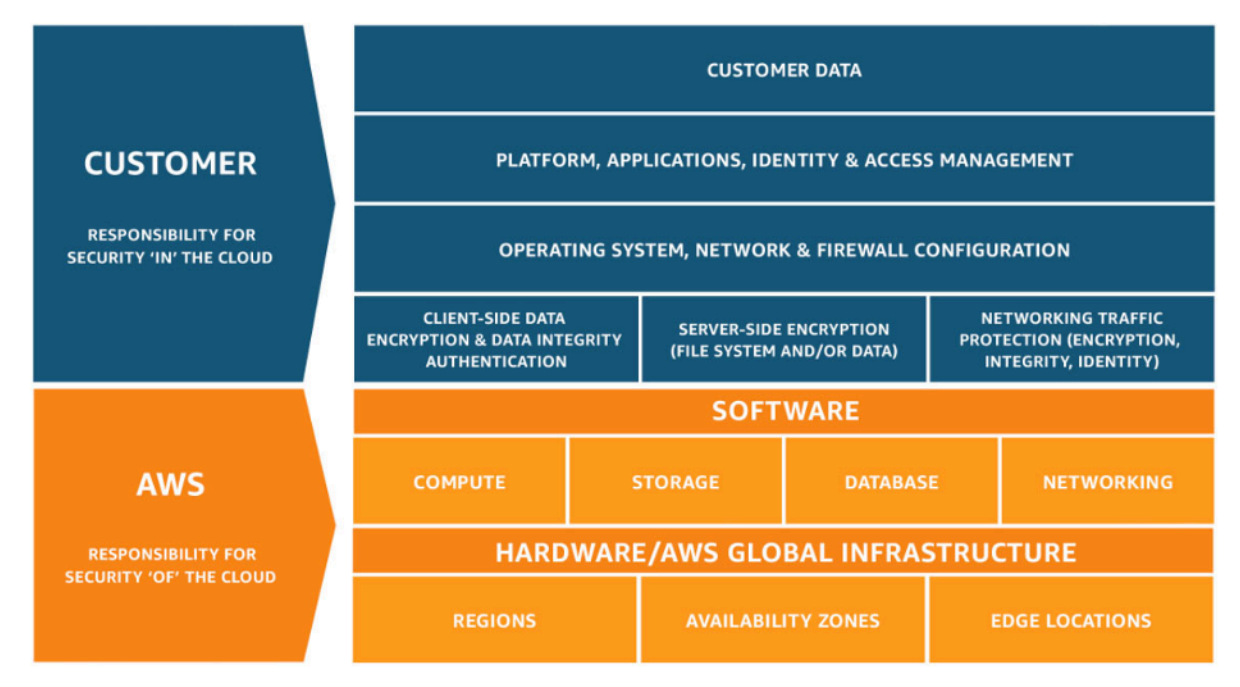 CUSTOMER
RESPONSIBILITY FOR
SECURITY ‘IN’ THE CLOUD
CUSTOMER DATA
PLATFORM, APPLICATIONS, IDENTITY & ACCESS MANAGEMENT
OPERATING SYSTEM, NETWORK & FIREWALL CONFIGURATION
CLIENT-SIDE DATA
ENCRYPTION & DATA INTEGRITY
AUTHENTICATION
SERVER-SIDE ENCRYPTION
(FILE SYSTEM AND/OR DATA)
NETWORKING TRAFFIC
PROTECTION (ENCRYPTION,
INTEGRITY, IDENTITY)
AWS
RESPONSIBILITY FOR
SECURITY ‘OF’ THE CLOUD
SOFTWARE
COMPUTE
STORAGE
DATABASE
NETWORKING
HARDWARE/AWS GLOBAL INFRASTRUCTURE
REGIONS
AVAILABILITY ZONES
EDGE LOCATIONS